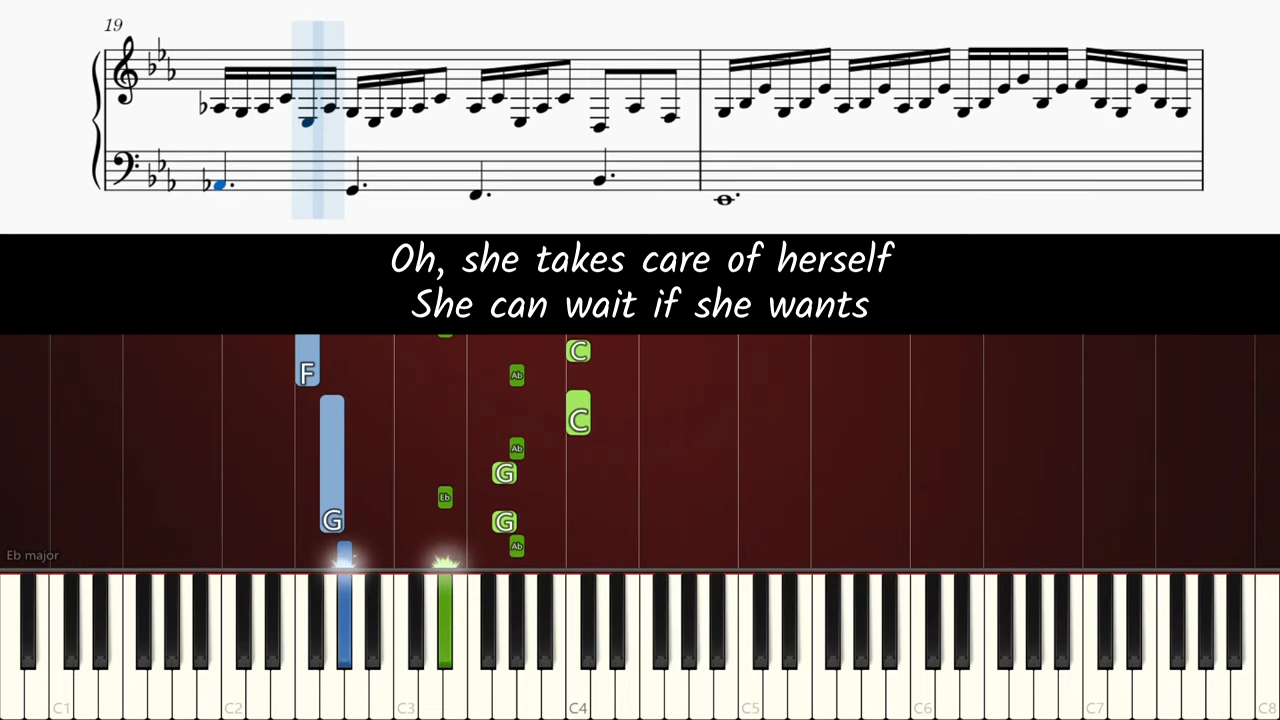 19
Oh, she takes care of herself
She can wait if she wants
C
F
Ab
C
Ab
G
Eb
G
G
Ab
Eb major
C1 C2 C3 C4 C5 C6 C7 C8